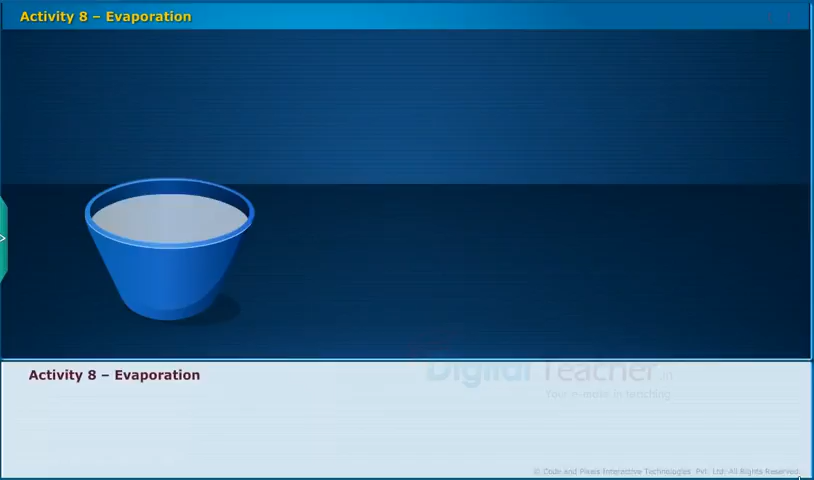 Activity 8 – Evaporation
Activity 8 – Evaporation
Digital Teacher.in
Your e-mate in teaching
© Code and Pixels Interactive Technologies Pvt. Ltd. All Rights Reserved.